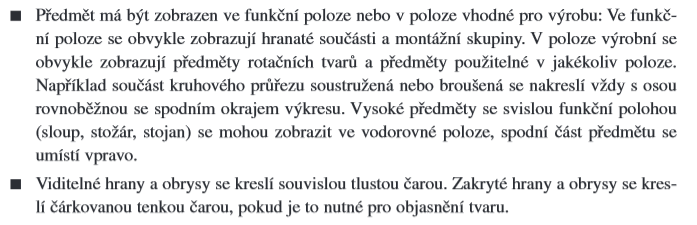 ■ Předmět má být zobrazen ve funkční poloze nebo v poloze vhodné pro výrobu: Ve funkč-
ní poloze se obvykle zobrazují hranaté součásti a montážní skupiny. V poloze výrobní se
obvykle zobrazují předměty rotačních tvarů a předměty použitelné v jakékoliv poloze.
Například součást kruhového průřezu soustružená nebo broušená se nakreslí vždy s osou
rovnoběžnou se spodním okrajem výkresu. Vysoké předměty se svislou funkční polohou
(sloup, stožár, stojan) se mohou zobrazit ve vodorovné poloze, spodní část předmětu se
umístí vpravo.
■ Viditelné hrany a obrysy se kreslí souvislou tlustou čarou. Zakryté hrany a obrysy se kres-
lí čárkovanou tenkou čarou, pokud je to nutné pro objasnění tvaru.